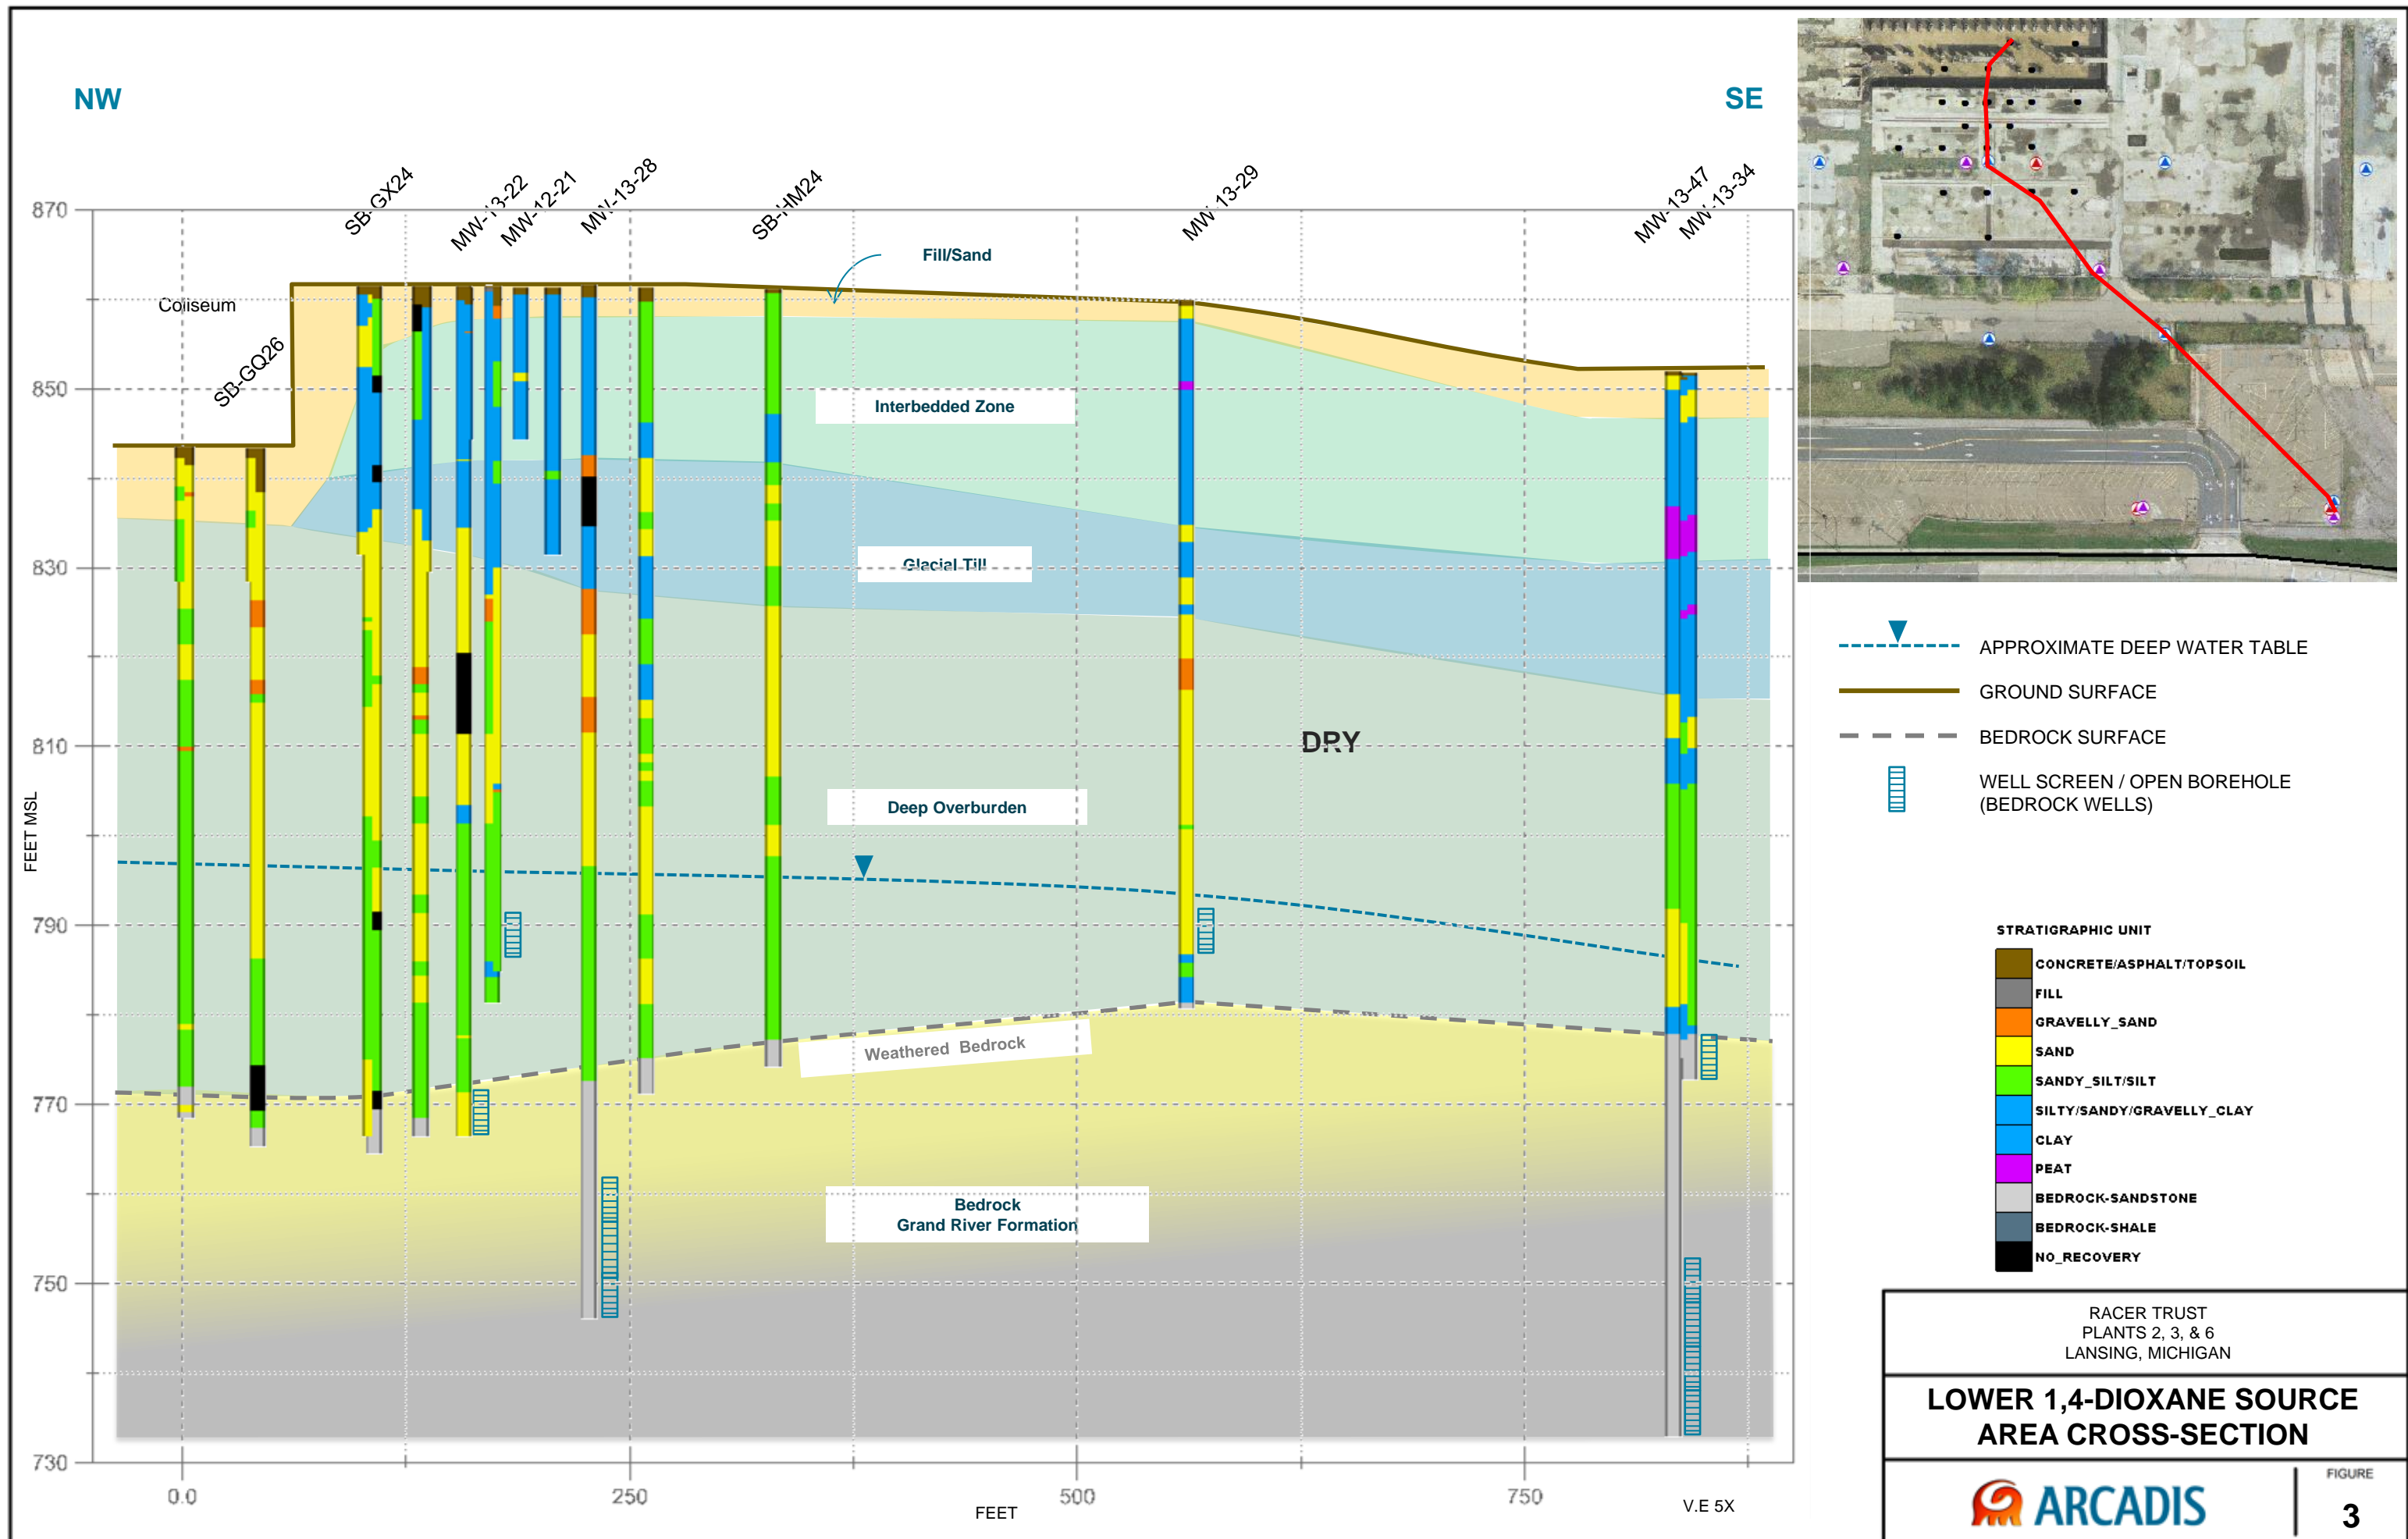 NW
SE
SB-GX24
MW-13-22
MW-12-21
MW-13-28
SB-HM24
MW-13-29
MW-13-47
MW-13-34
870
Fill/Sand
Coliseum
SB-GQ26
850
Interbedded Zone
830
Glacial Till
810
DRY
FEET MSL
Deep Overburden
790
Weathered Bedrock
770
Bedrock
Grand River Formation
750
730
0.0
250
500
750
FEET
V.E 5X
APPROXIMATE DEEP WATER TABLE
GROUND SURFACE
BEDROCK SURFACE
WELL SCREEN / OPEN BOREHOLE
(BEDROCK WELLS)
STRATIGRAPHIC UNIT
CONCRETE/ASPHALT/TOPSOIL
FILL
GRAVELLY_SAND
SAND
SANDY_SILT/SILT
SILTY/SANDY/GRAVELLY_CLAY
CLAY
PEAT
BEDROCK-SANDSTONE
BEDROCK-SHALE
NO_RECOVERY
RACER TRUST
PLANTS 2, 3, & 6
LANSING, MICHIGAN
LOWER 1,4-DIOXANE SOURCE
AREA CROSS-SECTION
ARCADIS
FIGURE
3